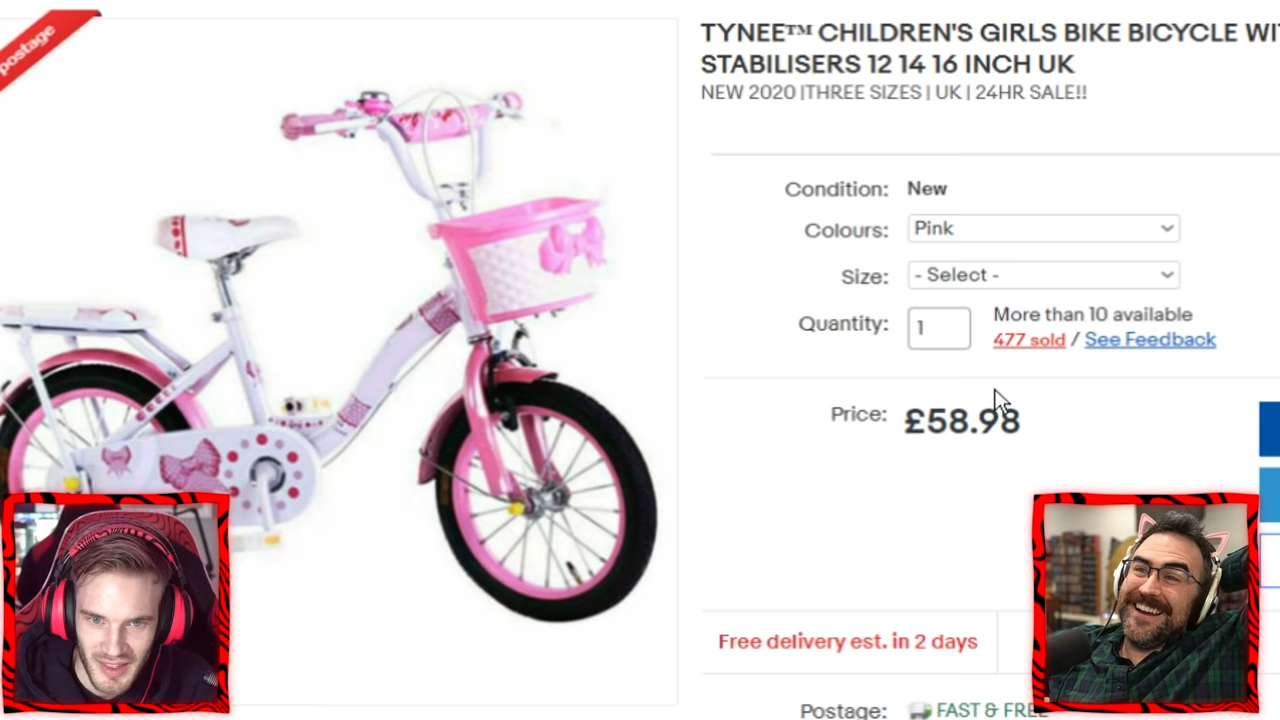 postage
TYNEE™ CHILDREN'S GIRLS BIKE BICYCLE
STABILISERS 12 14 16 INCH UK
NEW 2020 |THREE SIZES | UK | 24HR SALE!!
Condition: New
Colours: Pink
Size: - Select -
Quantity: 1
More than 10 available
477 sold / See Feedback
Price: £58.98
Free delivery est. in 2 days
Postage: FAST & FREE